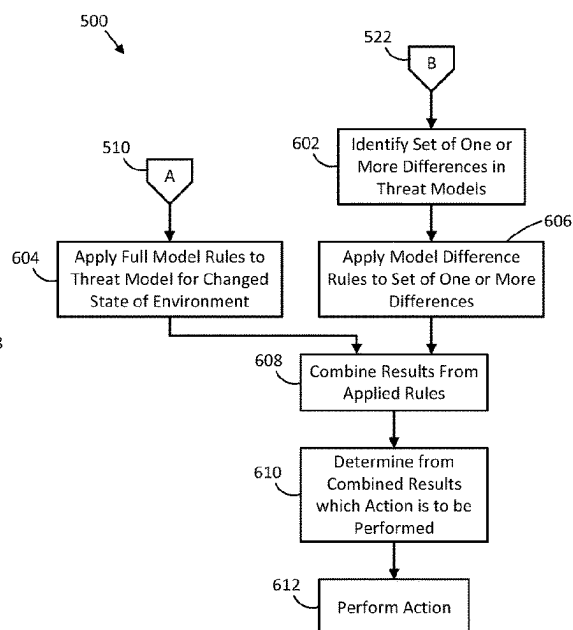 500
522
B
602
Identify Set of One or
More Differences in
Threat Models
510
A
606
604
Apply Full Model Rules to
Threat Model for Changed
State of Environment
Apply Model Difference
Rules to Set of One or More
Differences
608
Combine Results From
Applied Rules
610
Determine from
Combined Results
which Action is to be
Performed
612
Perform Action